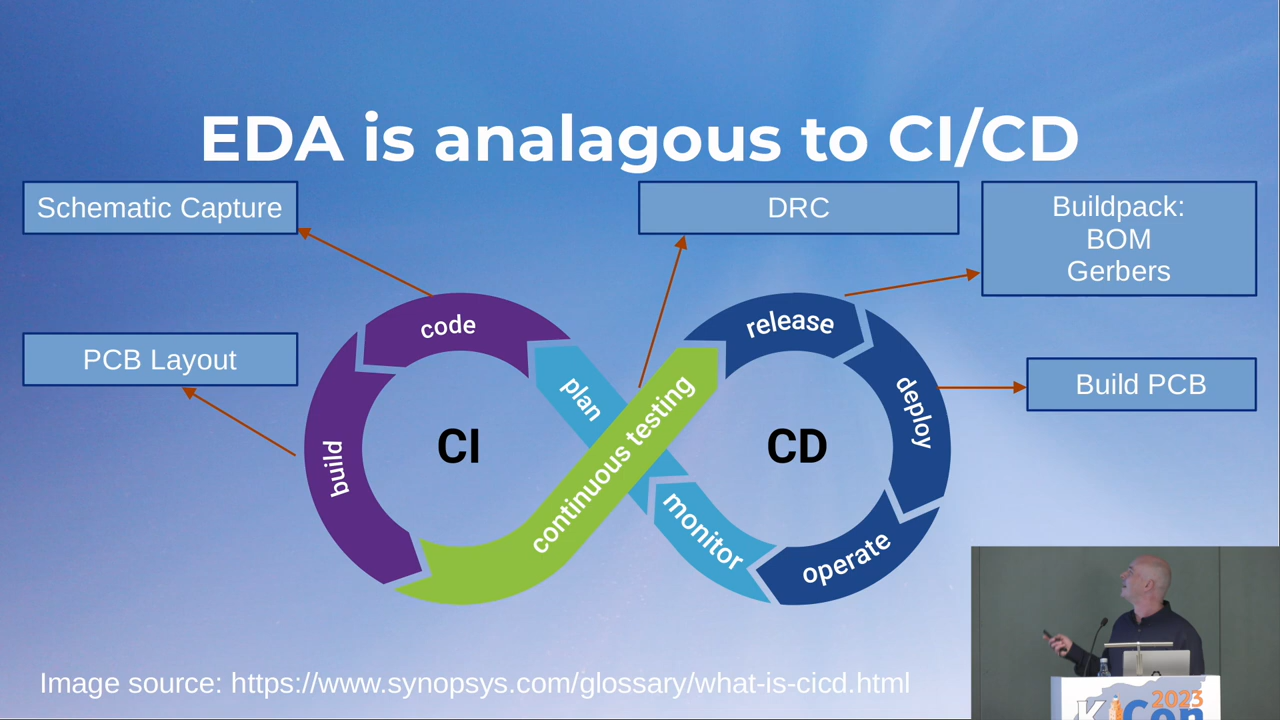 EDA is analagous to CI/CD
Schematic Capture
DRC
Buildpack:
BOM
Gerbers
PCB Layout
Build PCB
code
build
plan
continuous testing
CI
CD
release
deploy
operate
monitor
Image source: https://www.synopsys.com/glossary/what-is-cicd.html
2023
KiCon